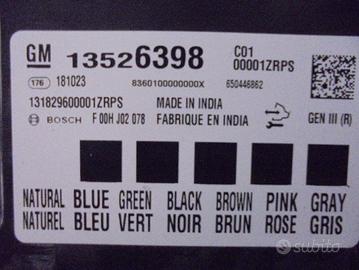 GM 13526398 C01
00001ZRPS
176 181023 8360100000000X 650446862
131829600001ZRPS MADE IN INDIA
BOSCH F 00H J02 078 FABRIQUE EN INDIA GEN III (R)
NATURAL BLUE GREEN BLACK BROWN PINK GRAY
NATUREL BLEU VERT NOIR BRUN ROSE GRIS
subito